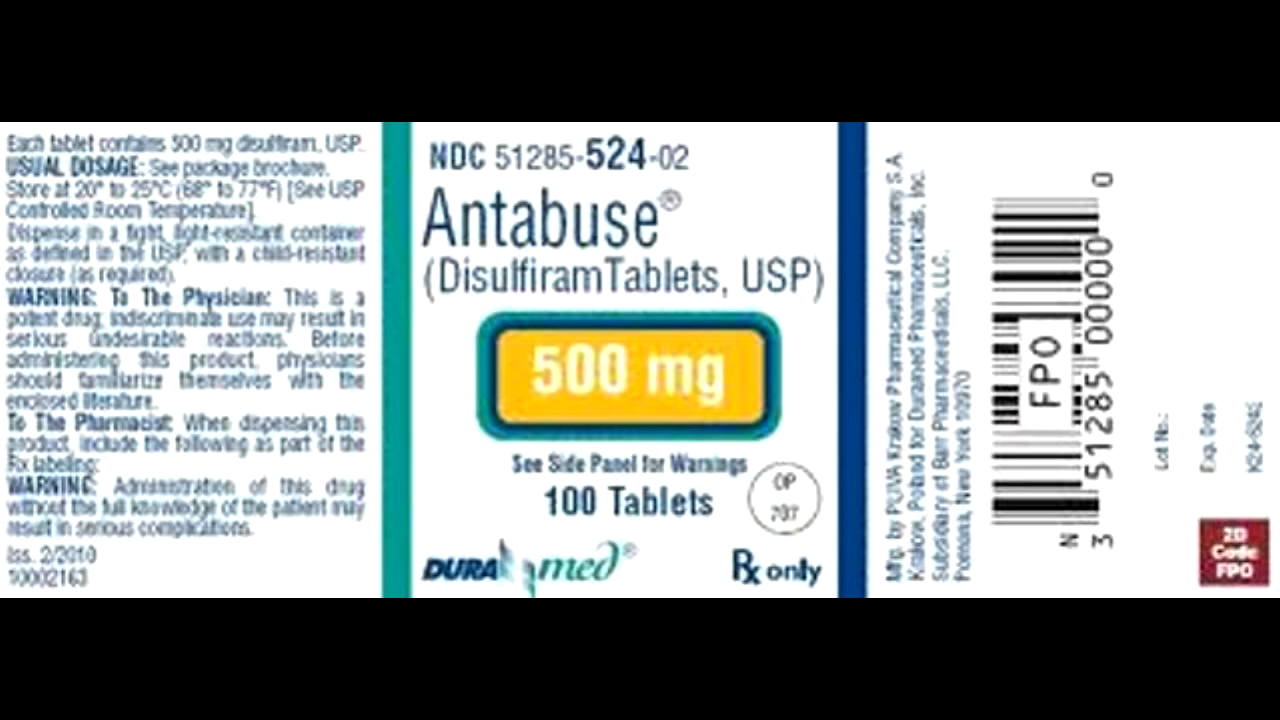 Each tablet contains 500 mg disulfiram, USP.
USUAL DOSAGE: See package brochure.
Store at 20° to 25°C (68° to 77°F) [See USP
Controlled Room Temperature].
Dispense in a tight, light-resistant container
as defined in the USP, with a child-resistant
closure (as required).
WARNING: To The Physician: This is a
potent drug; indiscriminate use may result in
serious undesirable reactions. Before
administering this product, physicians
should familiarize themselves with the
enclosed literature.
To The Pharmacist: When dispensing this
product, include the following as part of the
Rx labeling:
WARNING: Administration of this drug
without the full knowledge of the patient may
result in serious complications.
Iss. 2/2010
10002163
NDC 51285-524-02
Antabuse®
(Disulfiram Tablets, USP)
500 mg
See Side Panel for Warnings
100 Tablets
OP
707
DURAmed®
Rx only
Mfg. by PLIVA Krakow Pharmaceutical Company S.A.
Krakow, Poland for Duramed Pharmaceuticals, Inc.
Subsidiary of Barr Pharmaceuticals, LLC.
Pomona, New York 10970
FPO
N
3 51285 00000 0
Lot No.:
Exp. Date
2D
Code
FPO